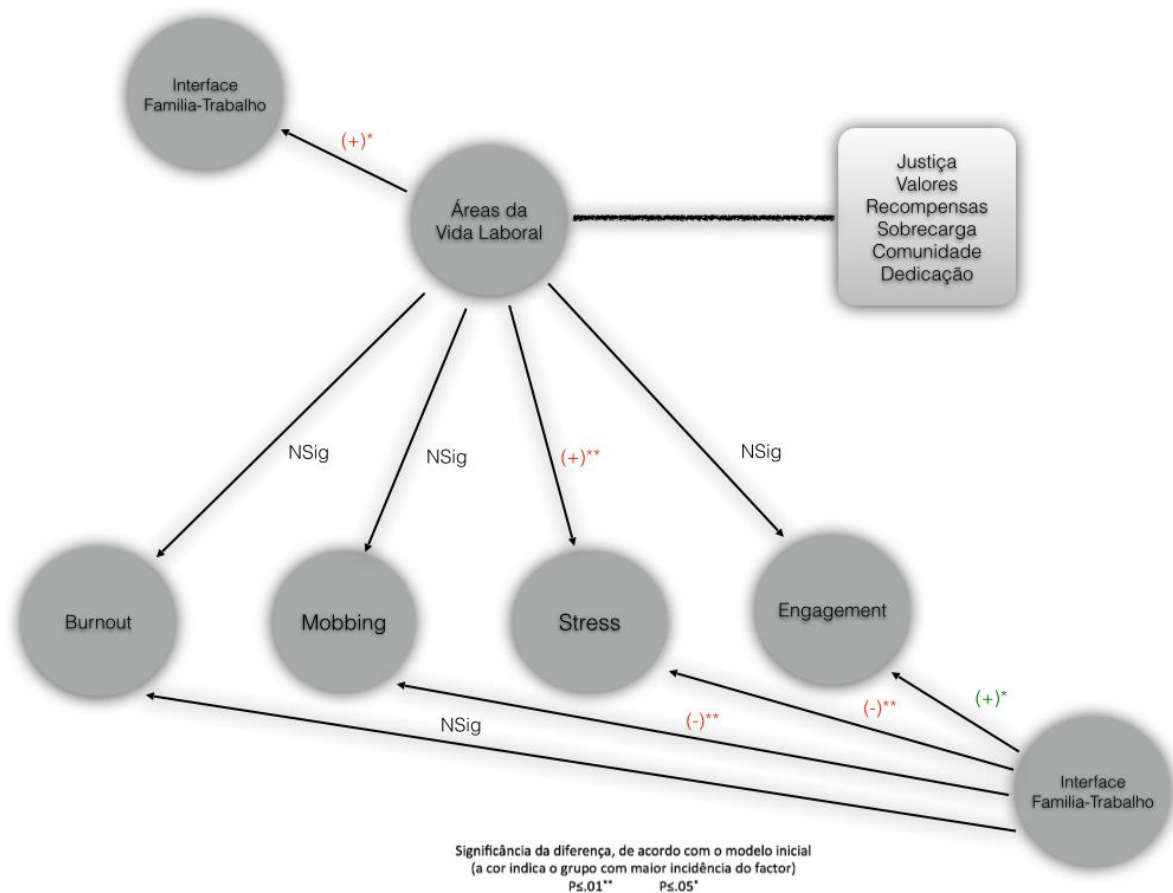 Interface
Familia-Trabalho
(+)*
Áreas da
Vida Laboral
Justiça
Valores
Recompensas
Sobrecarga
Comunidade
Dedicação
NSig
NSig
(+)**
NSig
Burnout
Mobbing
Stress
Engagement
NSig
(-)**
(-)**
(+)*
Interface
Familia-Trabalho
Significância da diferença, de acordo com o modelo inicial
(a cor indica o grupo com maior incidência do factor)
P≤.01** P≤.05*